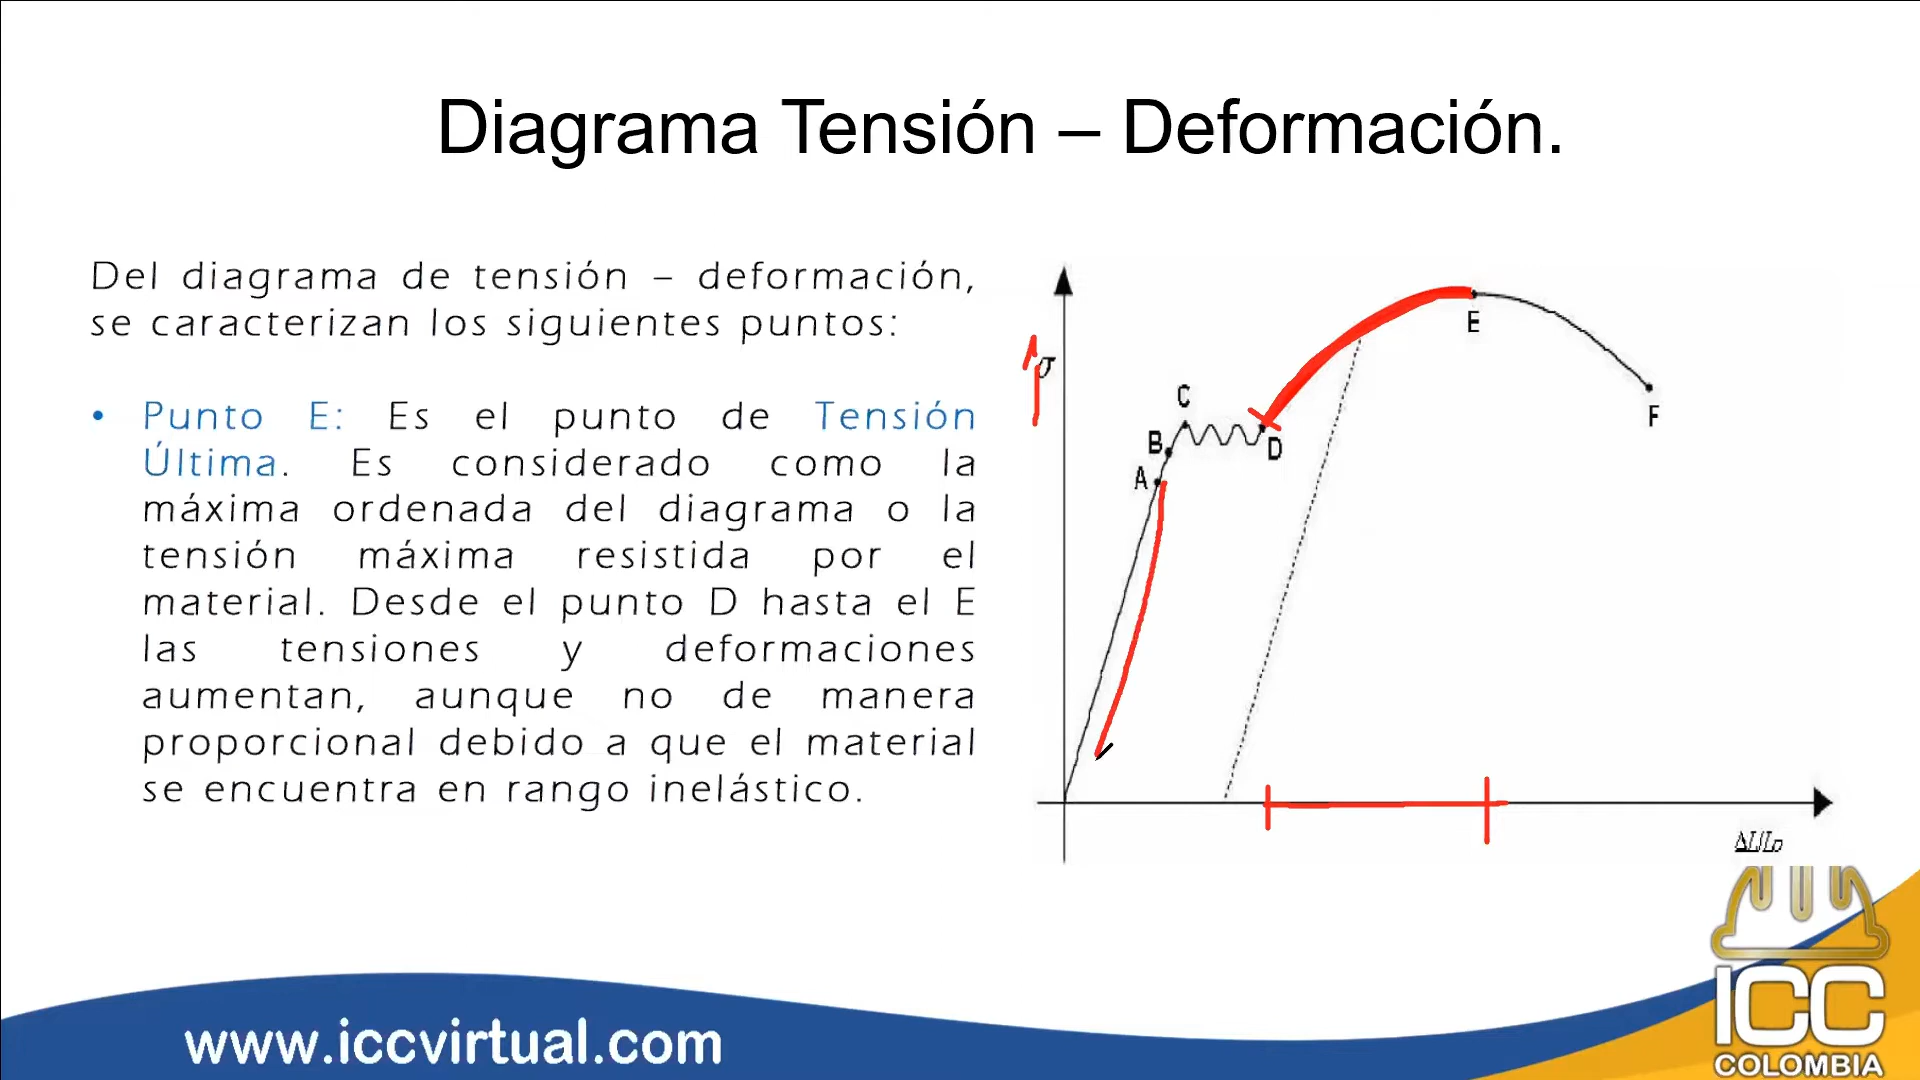 Diagrama Tensión – Deformación.
Del diagrama de tensión – deformación,
se caracterizan los siguientes puntos:
• Punto E: Es el punto de Tensión
Última. Es considerado como la
máxima ordenada del diagrama o la
tensión máxima resistida por el
material. Desde el punto D hasta el E
las tensiones y deformaciones
aumentan, aunque no de manera
proporcional debido a que el material
se encuentra en rango inelástico.
σ
A
B
C
D
E
F
ΔL/Lo
www.iccvirtual.com
ICC
COLOMBIA